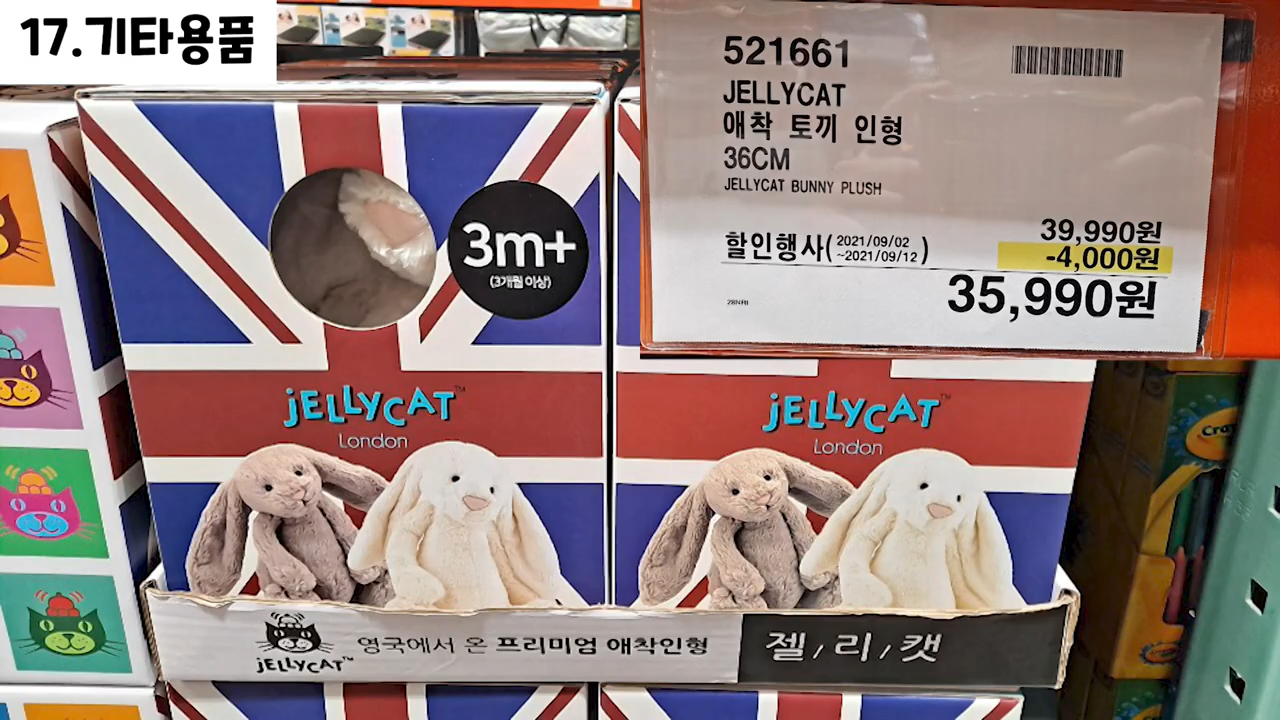 17.기타용품
521661
JELLYCAT
애착 토끼 인형
36CM
JELLYCAT BUNNY PLUSH
39,990원
할인행사(2021/09/02 ~2021/09/12)
-4,000원
35,990원
3m+
(3개월 이상)
jELLYCAT™
London
jELLYCAT™
London
jELLYCAT™
영국에서 온 프리미엄 애착인형
젤/리/캣